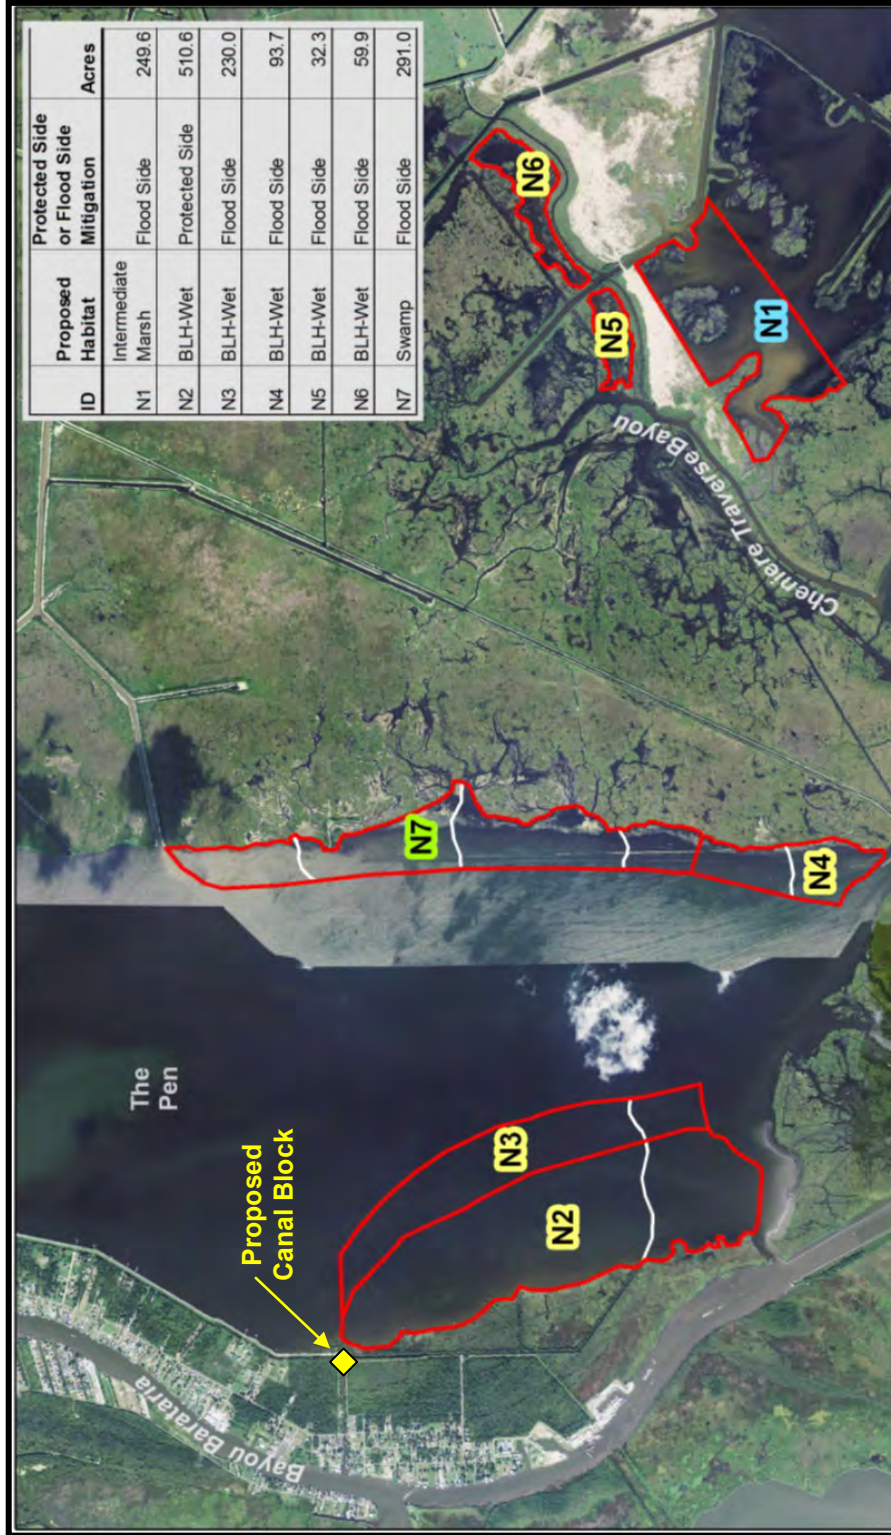 Protected Side
Proposed or Flood Side
ID Habitat Mitigation Acres
Intermediate
N1 Marsh Flood Side 249.6
N2 BLH-Wet Protected Side 510.6
N3 BLH-Wet Flood Side 230.0
N4 BLH-Wet Flood Side 93.7
N5 BLH-Wet Flood Side 32.3
N6 BLH-Wet Flood Side 59.9
N7 Swamp Flood Side 291.0
The
Pen
Proposed
Canal Block
Bayou Barataria
N2
N3
N7
N4
N5
N6
N1
Cheniere Traverse Bayou